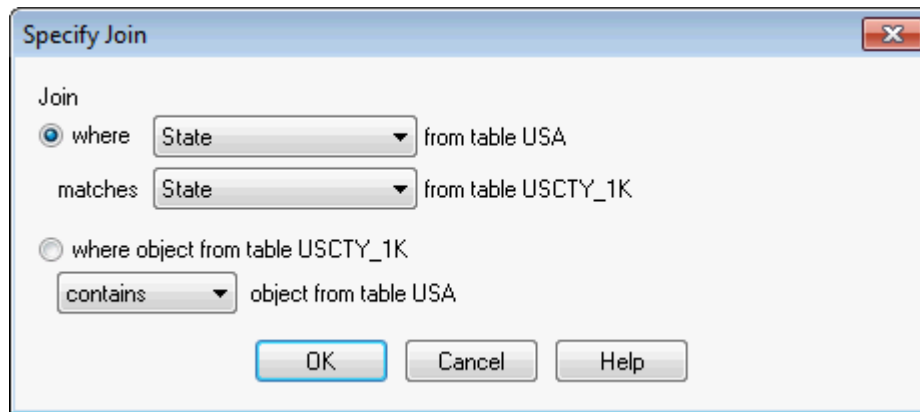 Specify Join
Join
where State from table USA
matches State from table USCTY_1K
where object from table USCTY_1K
contains object from table USA
OK Cancel Help